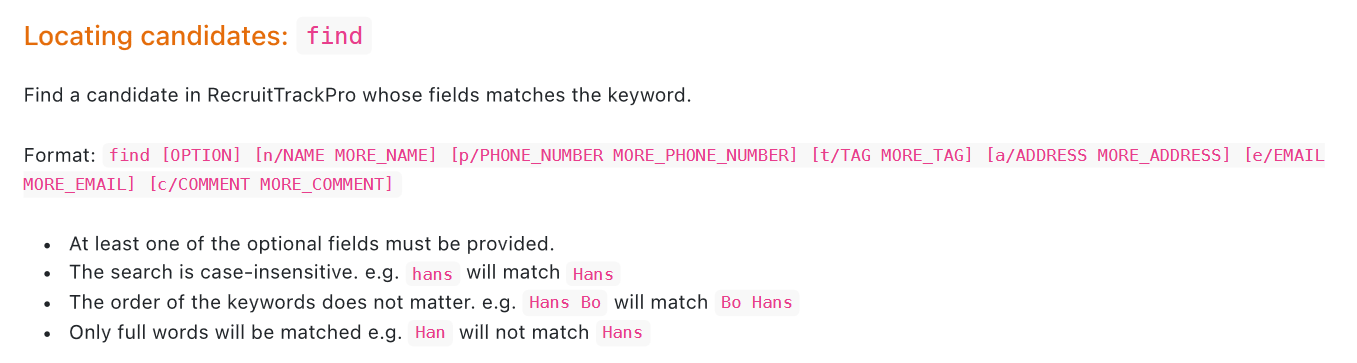 Locating candidates: find
Find a candidate in RecruitTrackPro whose fields matches the keyword.
Format: find [OPTION] [n/NAME MORE_NAME] [p/PHONE_NUMBER MORE_PHONE_NUMBER] [t/TAG MORE_TAG] [a/ADDRESS MORE_ADDRESS] [e/EMAIL
MORE_EMAIL] [c/COMMENT MORE_COMMENT]
• At least one of the optional fields must be provided.
• The search is case-insensitive. e.g. hans will match Hans
• The order of the keywords does not matter. e.g. Hans Bo will match Bo Hans
• Only full words will be matched e.g. Han will not match Hans